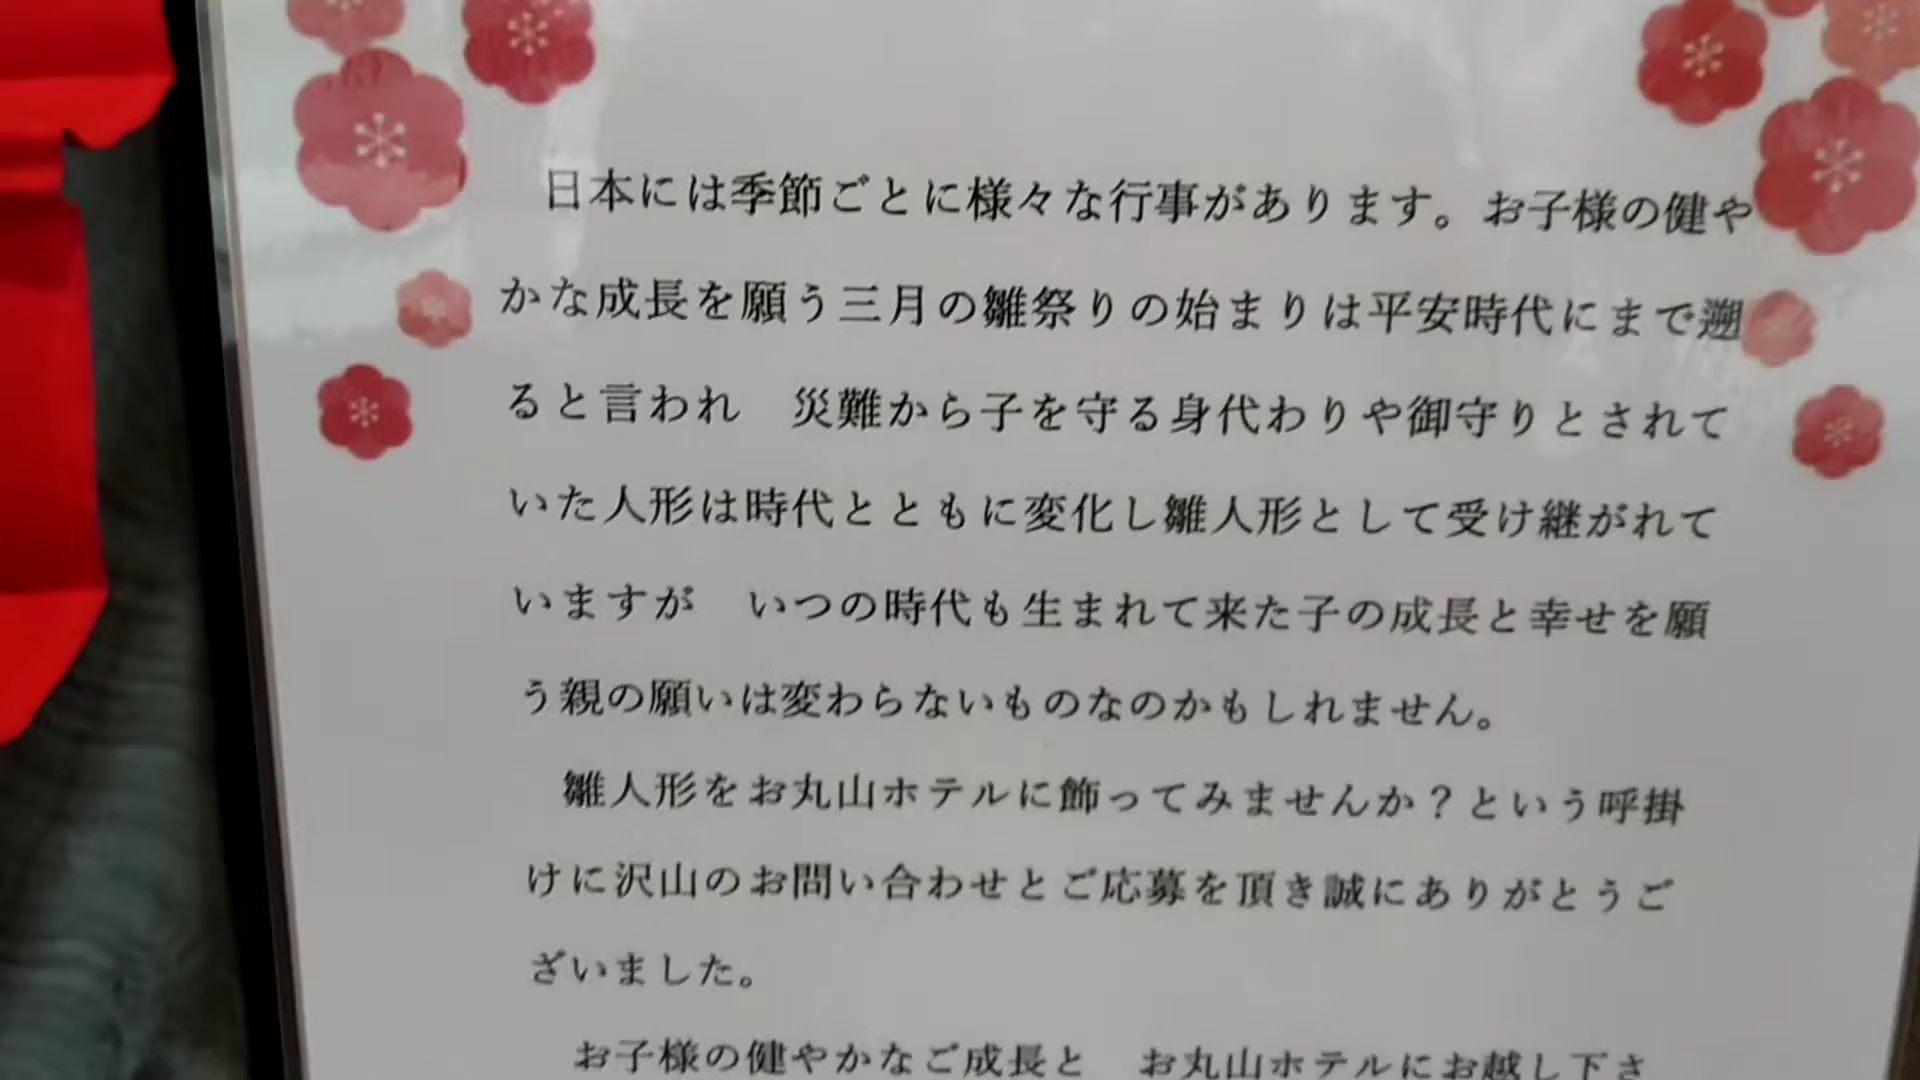 日本には季節ごとに様々な行事があります。お子様の健や
かな成長を願う三月の雛祭りの始まりは平安時代にまで遡
ると言われ　災難から子を守る身代わりや御守りとされて
いた人形は時代とともに変化し雛人形として受け継がれて
いますが　いつの時代も生まれて来た子の成長と幸せを願
う親の願いは変わらないものなのかもしれません。
雛人形をお丸山ホテルに飾ってみませんか？という呼掛
けに沢山のお問い合わせとご応募を頂き誠にありがとうご
ざいました。
お子様の健やかなご成長と　お丸山ホテルにお越し下さ